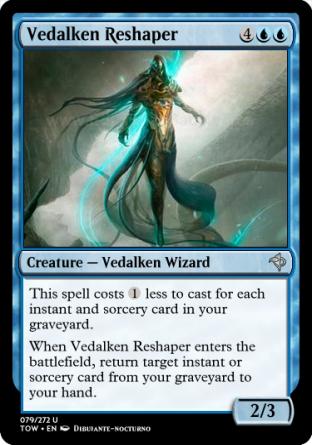 Vedalken Reshaper 4
Creature — Vedalken Wizard
This spell costs 1 less to cast for each
instant and sorcery card in your
graveyard.
When Vedalken Reshaper enters the
battlefield, return target instant or
sorcery card from your graveyard to
your hand.
2/3
079/272 U
TOW • EN Dibujante-nocturno